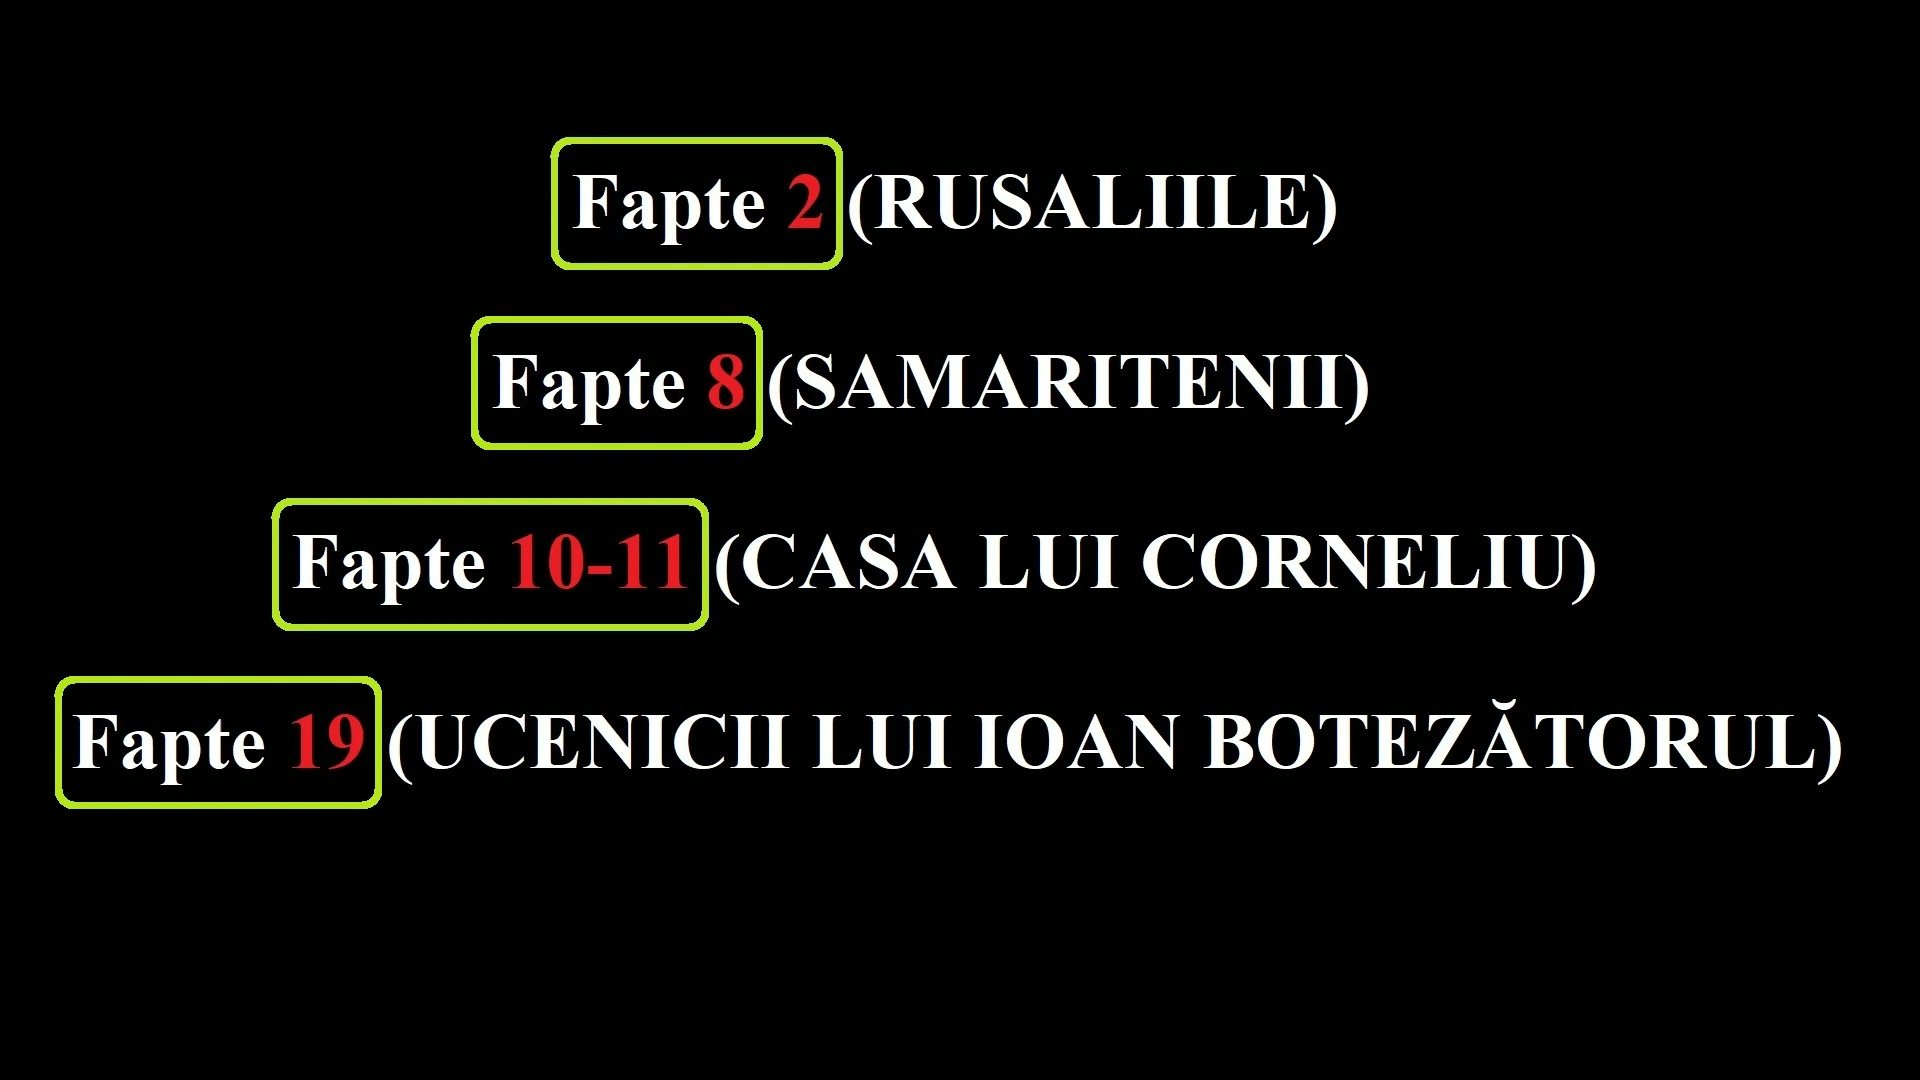 Fapte 2 (RUSALIILE)
Fapte 8 (SAMARITENII)
Fapte 10-11 (CASA LUI CORNELIU)
Fapte 19 (UCENICII LUI IOAN BOTEZĂTORUL)